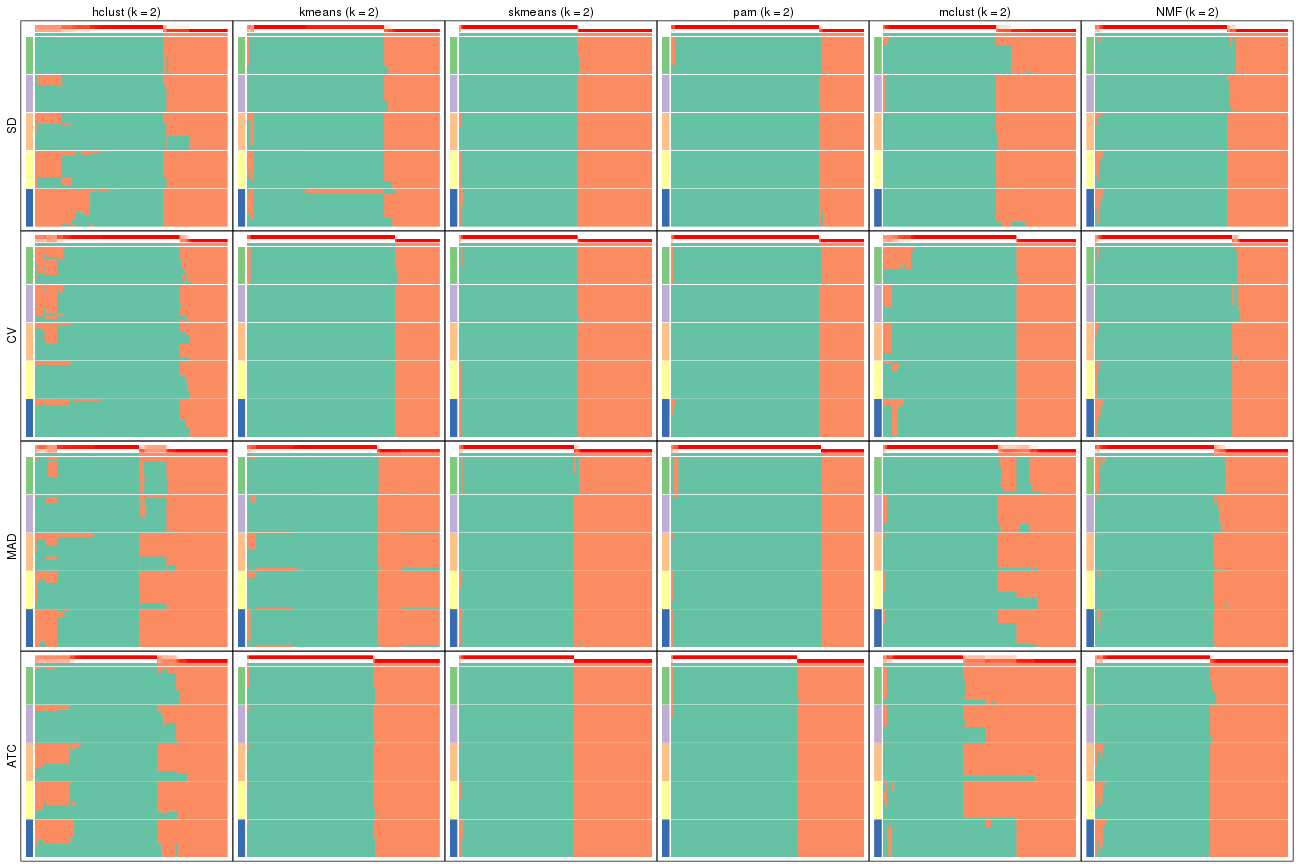 hclust (k = 2)
kmeans (k = 2)
skmeans (k = 2)
pam (k = 2)
mclust (k = 2)
NMF (k = 2)
SD
CV
MAD
ATC